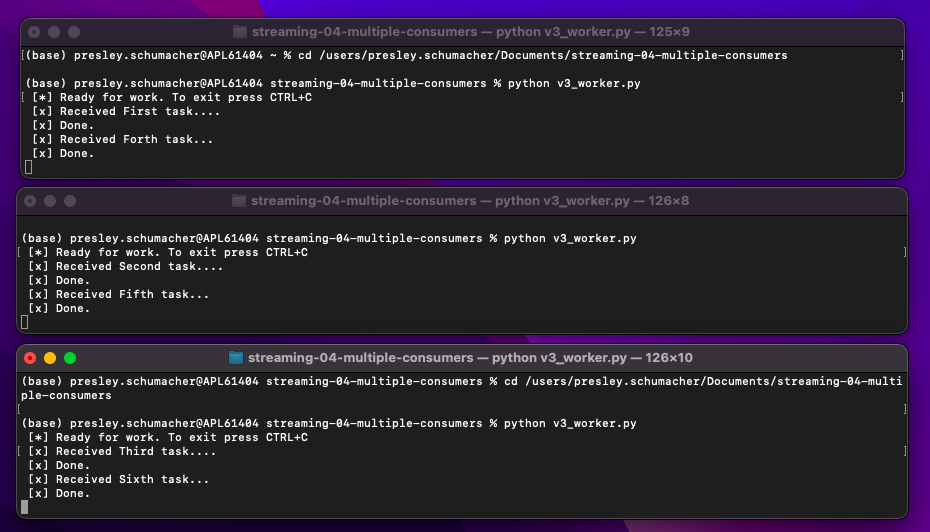 streaming-04-multiple-consumers — python v3_worker.py — 125×9
(base) presley.schumacher@APL61404 ~ % cd /users/presley.schumacher/Documents/streaming-04-multiple-consumers
(base) presley.schumacher@APL61404 streaming-04-multiple-consumers % python v3_worker.py
[*] Ready for work. To exit press CTRL+C
[x] Received First task....
[x] Done.
[x] Received Forth task...
[x] Done.
streaming-04-multiple-consumers — python v3_worker.py — 126×8
(base) presley.schumacher@APL61404 streaming-04-multiple-consumers % python v3_worker.py
[*] Ready for work. To exit press CTRL+C
[x] Received Second task....
[x] Done.
[x] Received Fifth task...
[x] Done.
streaming-04-multiple-consumers — python v3_worker.py — 126×10
(base) presley.schumacher@APL61404 streaming-04-multiple-consumers % cd /users/presley.schumacher/Documents/streaming-04-multi
ple-consumers
(base) presley.schumacher@APL61404 streaming-04-multiple-consumers % python v3_worker.py
[*] Ready for work. To exit press CTRL+C
[x] Received Third task....
[x] Done.
[x] Received Sixth task...
[x] Done.